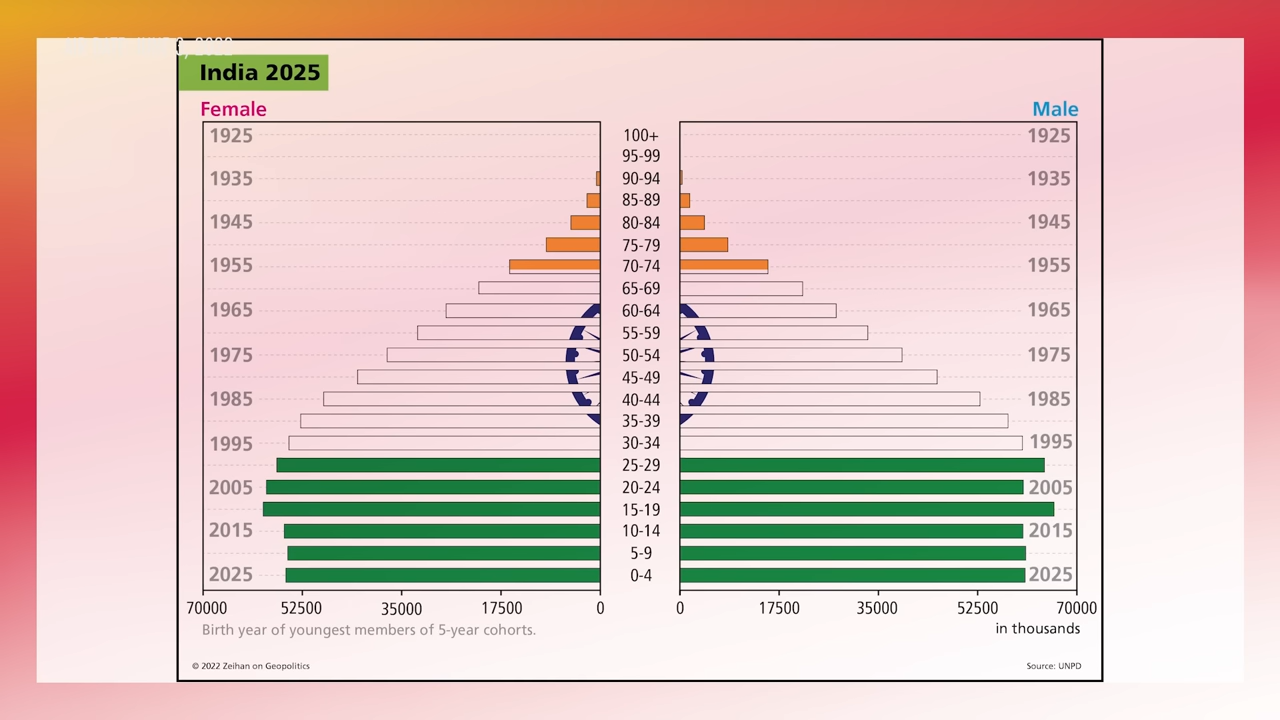 0, 2022
India 2025
Female
Male
1925 100+ 1925
95-99
1935 90-94 1935
85-89
1945 80-84 1945
75-79
1955 70-74 1955
65-69
1965 60-64 1965
55-59
1975 50-54 1975
45-49
1985 40-44 1985
35-39
1995 30-34 1995
25-29
2005 20-24 2005
15-19
2015 10-14 2015
5-9
2025 0-4 2025
70000 52500 35000 17500 0 0 17500 35000 52500 70000
Birth year of youngest members of 5-year cohorts.
in thousands
© 2022 Zeihan on Geopolitics
Source: UNPD